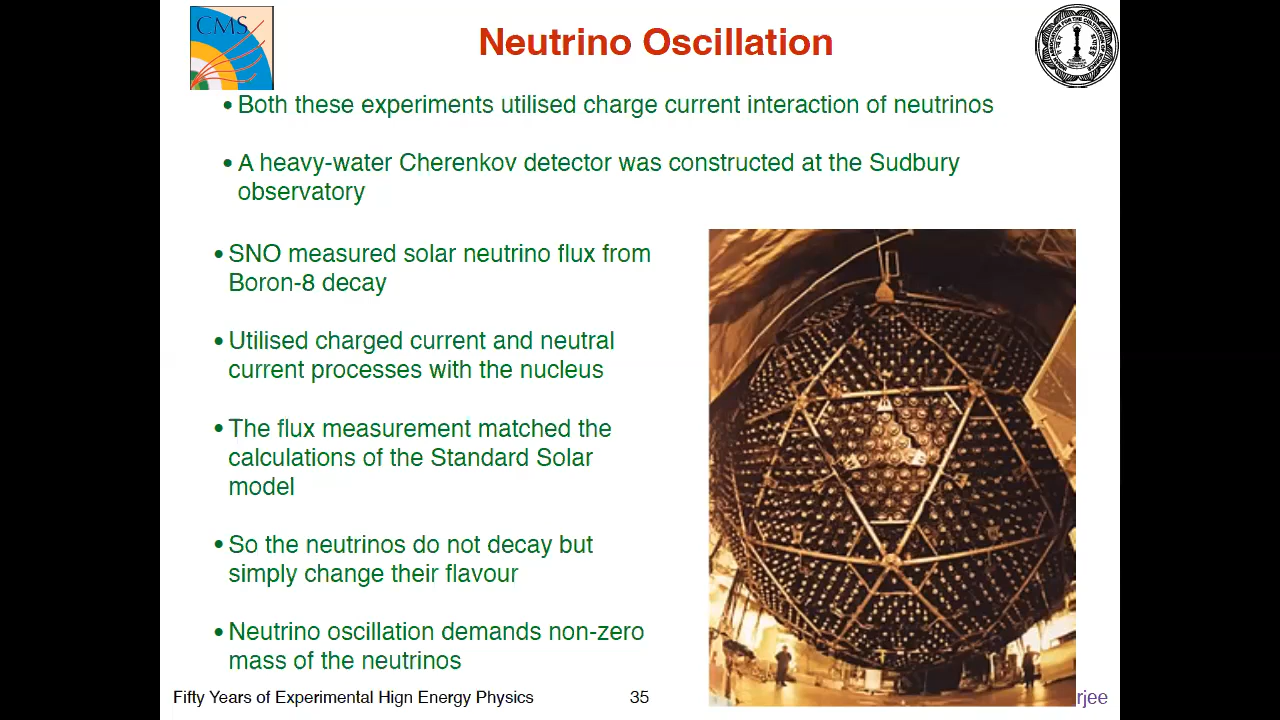 CMS
Neutrino Oscillation
• Both these experiments utilised charge current interaction of neutrinos
• A heavy-water Cherenkov detector was constructed at the Sudbury
observatory
• SNO measured solar neutrino flux from
Boron-8 decay
• Utilised charged current and neutral
current processes with the nucleus
• The flux measurement matched the
calculations of the Standard Solar
model
• So the neutrinos do not decay but
simply change their flavour
• Neutrino oscillation demands non-zero
mass of the neutrinos
Fifty Years of Experimental Hign Energy Physics
35
rjee